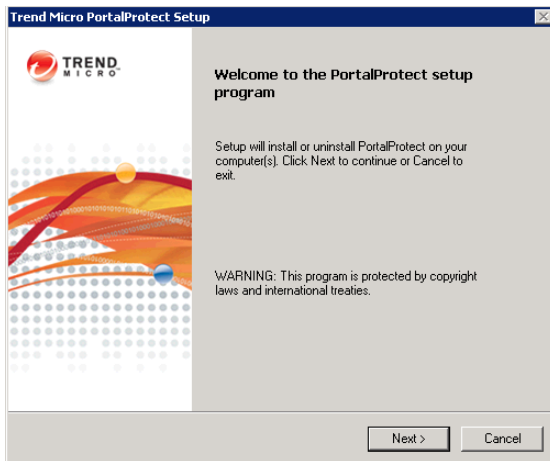 Trend Micro PortalProtect Setup
TREND
MICRO
Welcome to the PortalProtect setup
program
Setup will install or uninstall PortalProtect on your
computer(s). Click Next to continue or Cancel to
exit.
WARNING: This program is protected by copyright
laws and international treaties.
Next >
Cancel